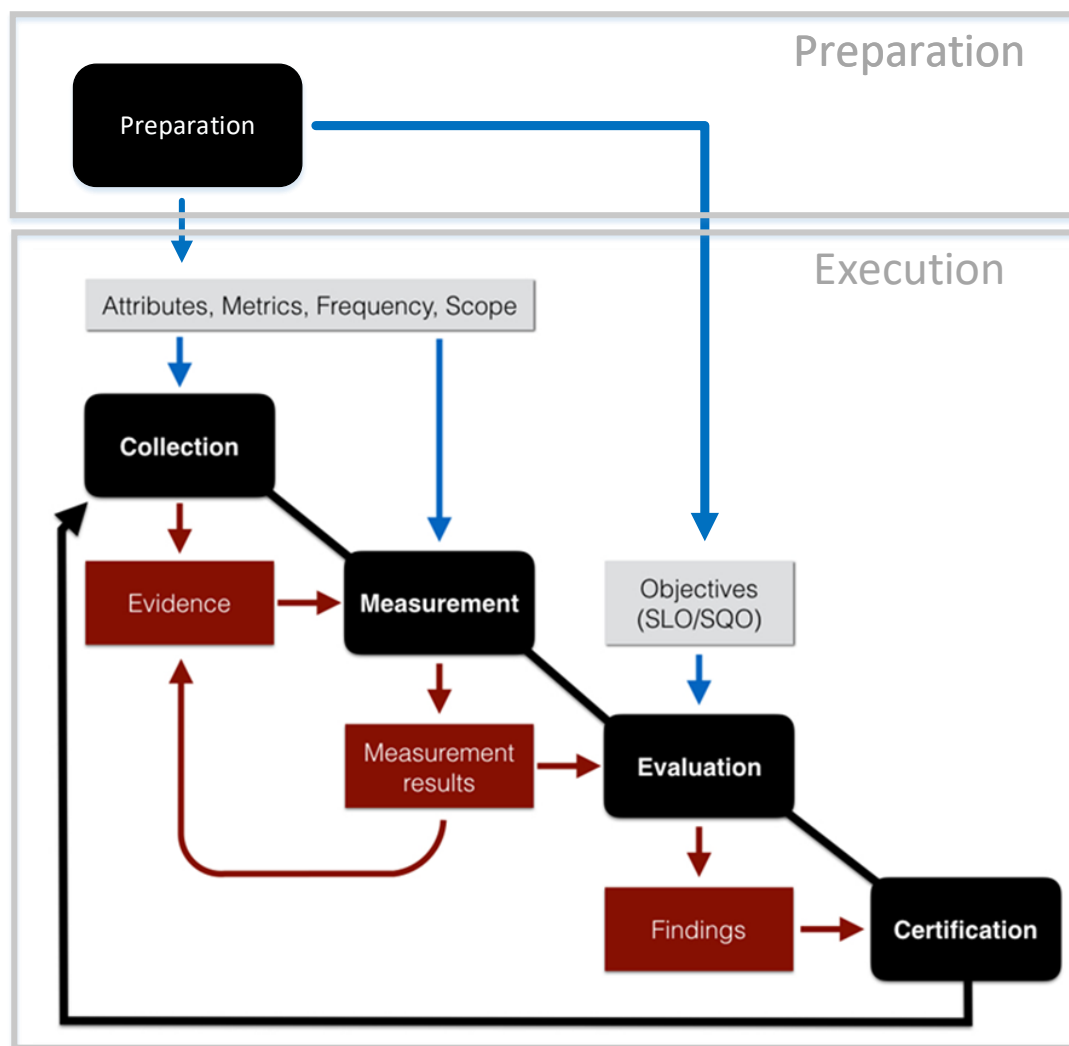 Preparation
Preparation
Execution
Attributes, Metrics, Frequency, Scope
Collection
Evidence
Measurement
Objectives
(SLO/SQO)
Measurement
results
Evaluation
Findings
Certification